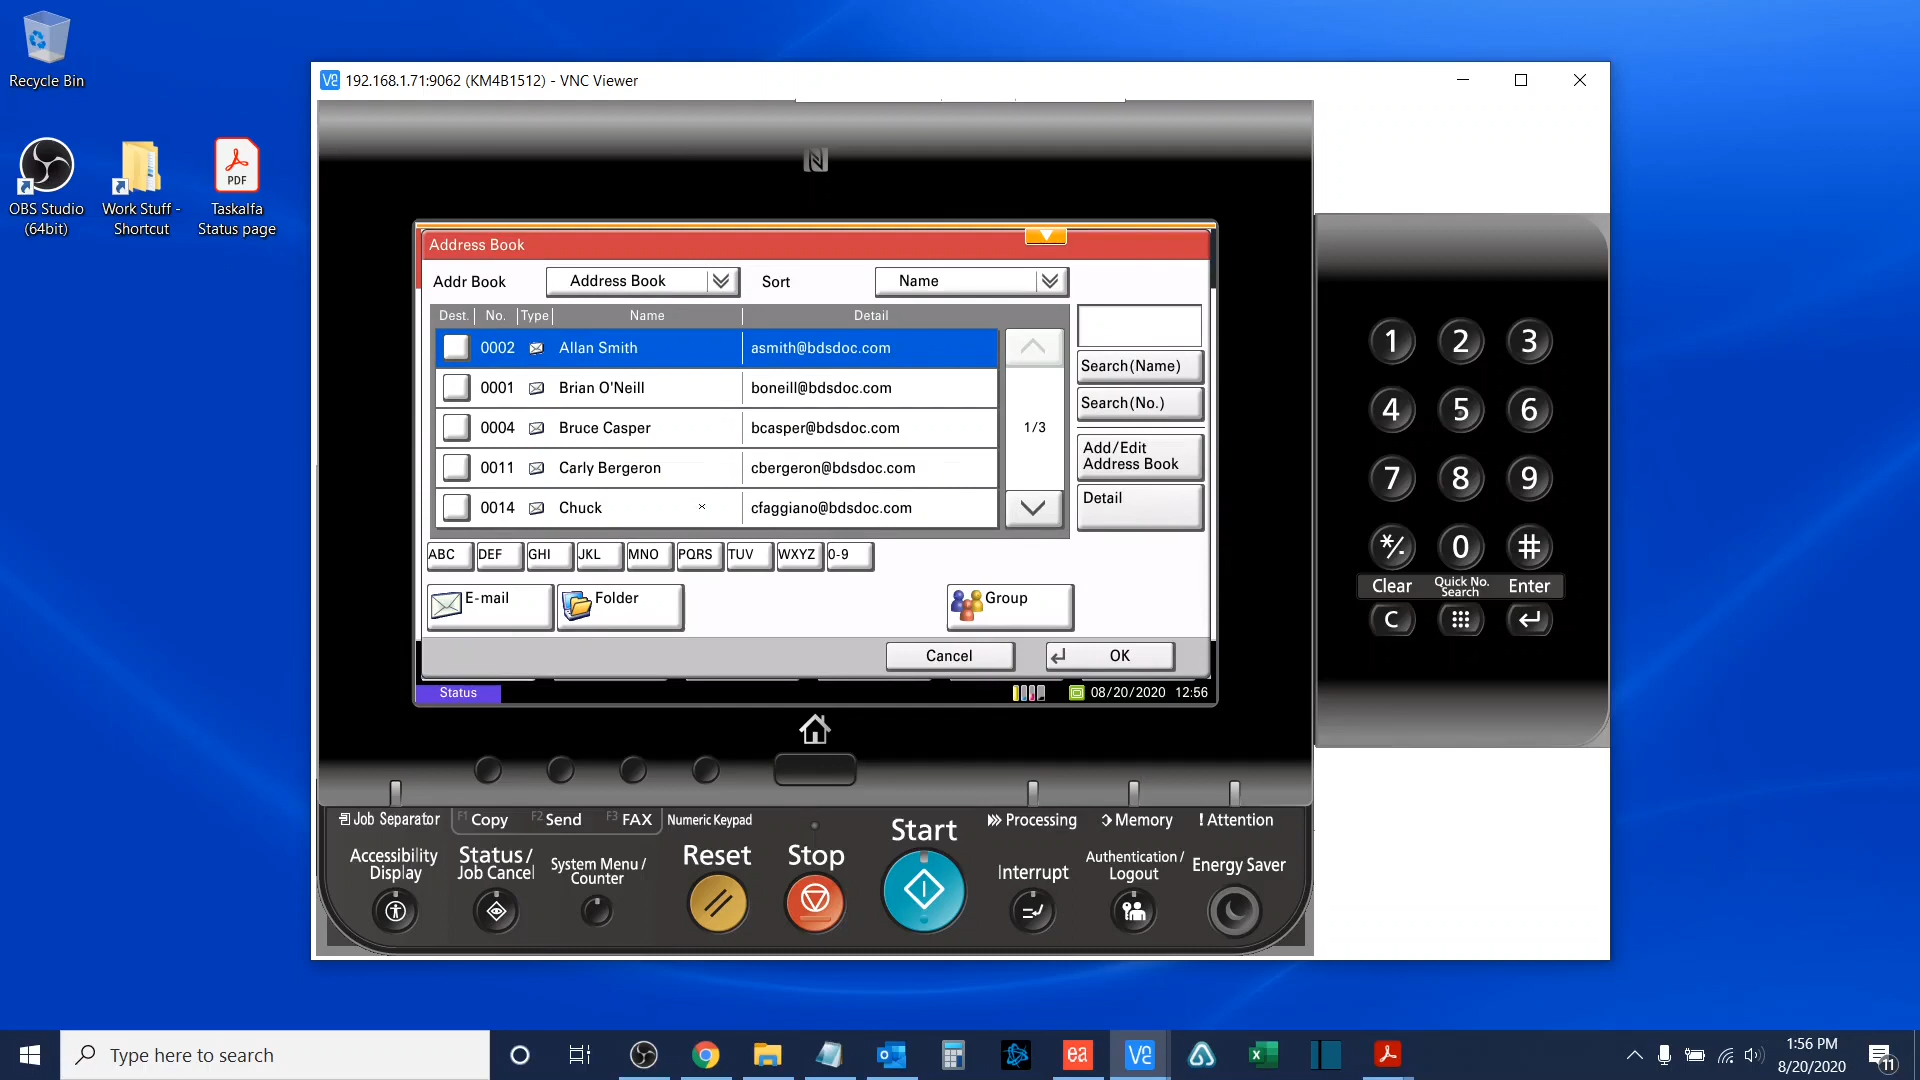 Recycle Bin
OBS Studio
(64bit)
Work Stuff -
Shortcut
PDF
Taskalfa
Status page
V2 192.168.1.71:9062 (KM4B1512) - VNC Viewer
Address Book
Addr Book
Address Book
Sort
Name
Dest. No. Type Name Detail
0002 Allan Smith asmith@bdsdoc.com
0001 Brian O'Neill boneill@bdsdoc.com
0004 Bruce Casper bcasper@bdsdoc.com
0011 Carly Bergeron cbergeron@bdsdoc.com
0014 Chuck cfaggiano@bdsdoc.com
1/3
Search(Name)
Search(No.)
Add/Edit
Address Book
Detail
ABC DEF GHI JKL MNO PQRS TUV WXYZ 0-9
E-mail
Folder
Group
Cancel
OK
Status
08/20/2020 12:56
1 2 3
4 5 6
7 8 9
*/. 0 #
Clear
Quick No.
Search
Enter
C
Job Separator
F1 Copy
F2 Send
F3 FAX
Numeric Keypad
Start
Processing
Memory
! Attention
Accessibility
Display
Status/
Job Cancel
System Menu/
Counter
Reset
Stop
Interrupt
Authentication/
Logout
Energy Saver
Type here to search
ea
V2
1:56 PM
8/20/2020
11